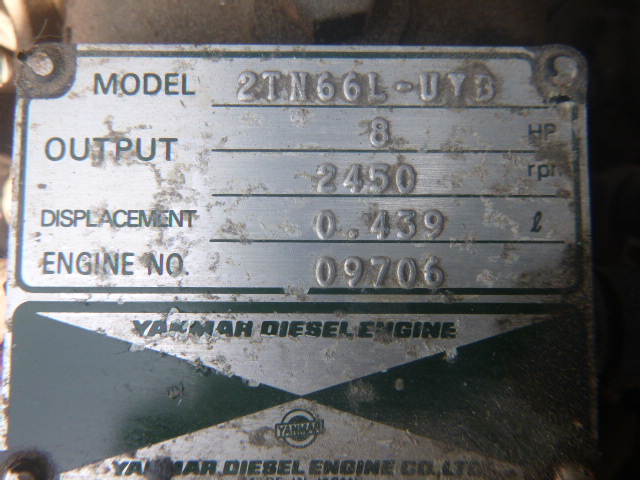 MODEL 2TN66L-UYB
OUTPUT 8 HP
2450 rpm
DISPLACEMENT 0.439 l
ENGINE NO. 09706
YANMAR DIESEL ENGINE
YANMAR
YANMAR DIESEL ENGINE CO.,LTD.